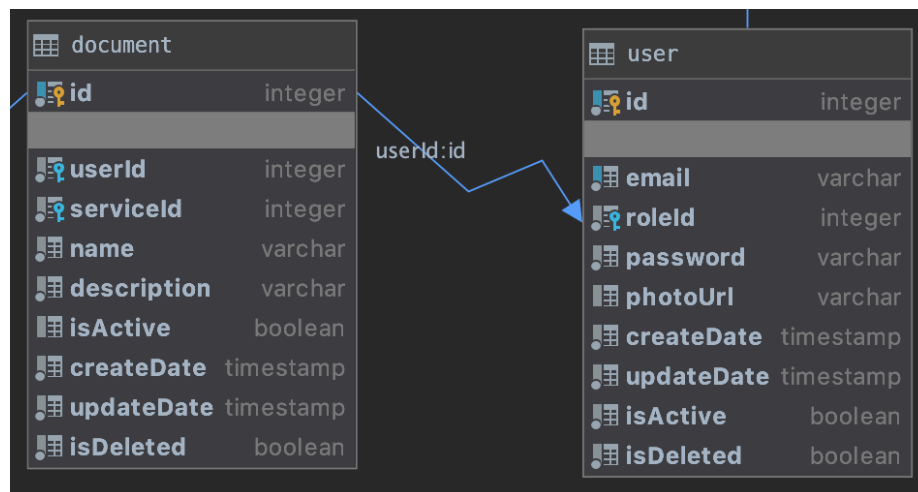 document
id integer
userId integer
serviceId integer
name varchar
description varchar
isActive boolean
createDate timestamp
updateDate timestamp
isDeleted boolean
userId:id
user
id integer
email varchar
roleId integer
password varchar
photoUrl varchar
createDate timestamp
updateDate timestamp
isActive boolean
isDeleted boolean